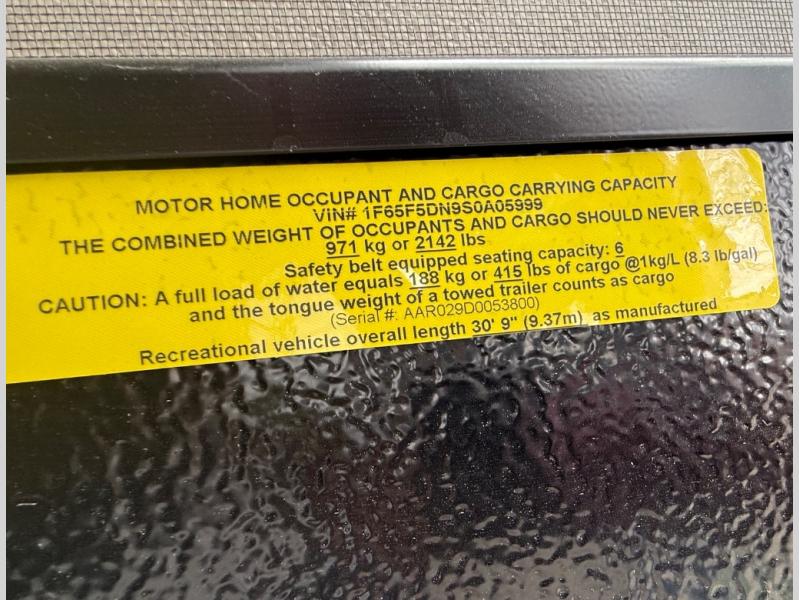 MOTOR HOME OCCUPANT AND CARGO CARRYING CAPACITY
VIN# 1F65F5DN9S0A05999
THE COMBINED WEIGHT OF OCCUPANTS AND CARGO SHOULD NEVER EXCEED:
971 kg or 2142 lbs
Safety belt equipped seating capacity: 6
CAUTION: A full load of water equals 188 kg or 415 lbs of cargo @1kg/L (8.3 lb/gal)
and the tongue weight of a towed trailer counts as cargo
(Serial #: AAR029D0053800)
Recreational vehicle overall length 30' 9" (9.37m) as manufactured